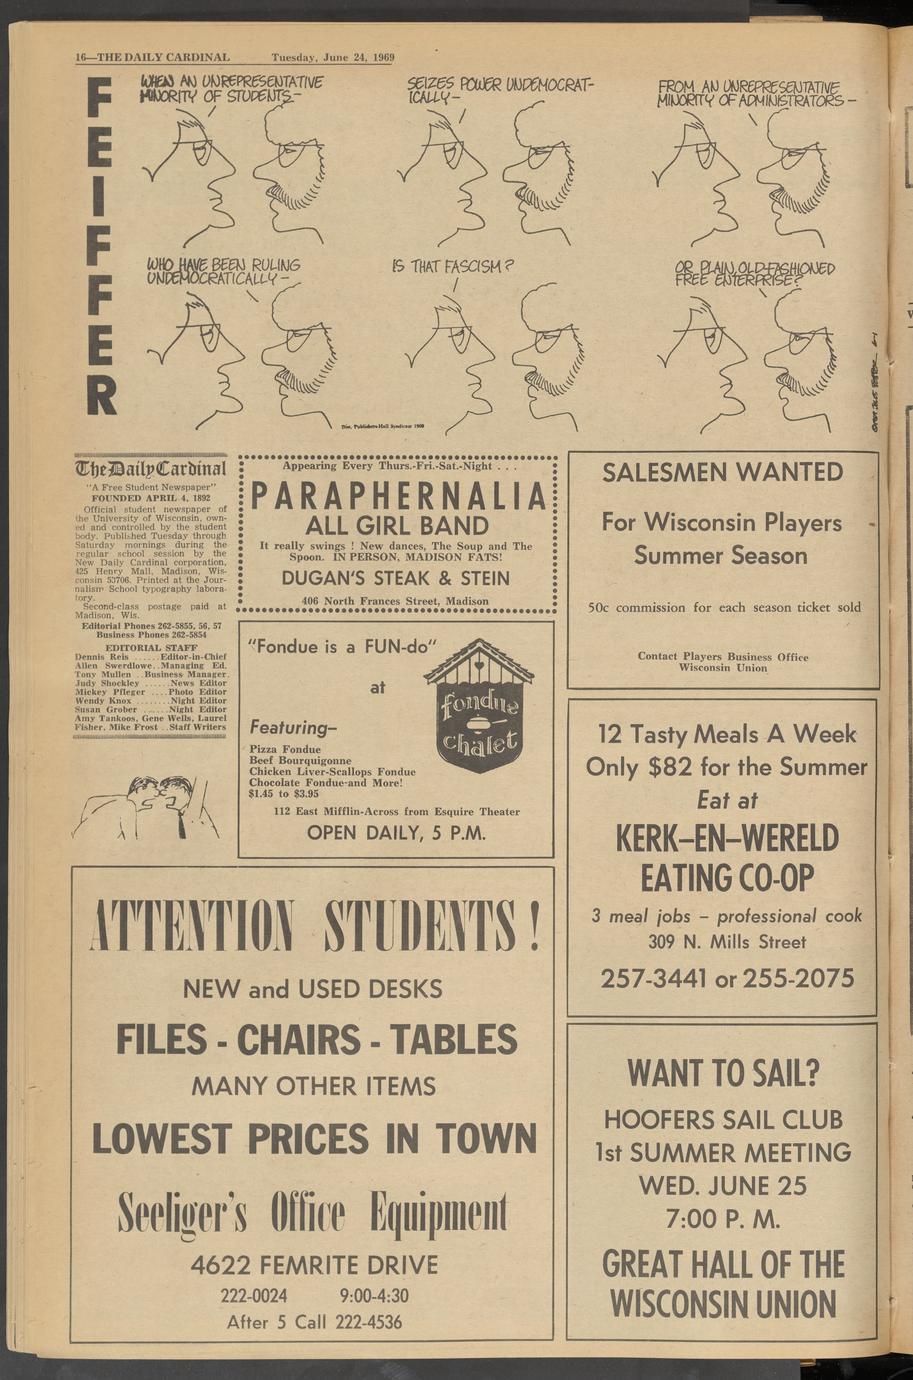 16—THE DAILY CARDINAL Tuesday, June 24, 1969
FEIFFER
WHEN AN UNREPRESENTATIVE
MINORITY OF STUDENTS—
SEIZES POWER UNDEMOCRAT-
ICALLY—
FROM AN UNREPRESENTATIVE
MINORITY OF ADMINISTRATORS—
WHO HAVE BEEN RULING
UNDEMOCRATICALLY—
IS THAT FASCISM?
OR PLAIN, OLD-FASHIONED
FREE ENTERPRISE?
Dist. Publishers-Hall Syndicate 1969
The Daily Cardinal
"A Free Student Newspaper"
FOUNDED APRIL 4, 1892
Official student newspaper of
the University of Wisconsin, own-
ed and controlled by the student
body. Published Tuesday through
Saturday mornings during the
regular school session by the
New Daily Cardinal corporation,
425 Henry Mall, Madison, Wis-
consin 53706. Printed at the Jour-
nalism School typography labora-
tory.
Second-class postage paid at
Madison, Wis.
Editorial Phones 262-5855, 56, 57
Business Phones 262-5854
EDITORIAL STAFF
Dennis Reis ......Editor-in-Chief
Allen Swerdlowe..Managing Ed.
Tony Mullen ..Business Manager.
Judy Shockley ......News Editor
Mickey Pfleger ....Photo Editor
Wendy Knox ........Night Editor
Susan Grober ......Night Editor
Amy Tankoos, Gene Wells, Laurel
Fisher, Mike Frost ..Staff Writers
Appearing Every Thurs.-Fri.-Sat.-Night . . .
PARAPHERNALIA
ALL GIRL BAND
It really swings ! New dances, The Soup and The
Spoon. IN PERSON, MADISON FATS!
DUGAN'S STEAK & STEIN
406 North Frances Street, Madison
"Fondue is a FUN-do"
at
fondue
chalet
Featuring—
Pizza Fondue
Beef Bourquigonne
Chicken Liver-Scallops Fondue
Chocolate Fondue-and More!
$1.45 to $3.95
112 East Mifflin-Across from Esquire Theater
OPEN DAILY, 5 P.M.
SALESMEN WANTED
For Wisconsin Players
Summer Season
50c commission for each season ticket sold
Contact Players Business Office
Wisconsin Union
12 Tasty Meals A Week
Only $82 for the Summer
Eat at
KERK—EN—WERELD
EATING CO-OP
3 meal jobs — professional cook
309 N. Mills Street
257-3441 or 255-2075
ATTENTION STUDENTS!
NEW and USED DESKS
FILES - CHAIRS - TABLES
MANY OTHER ITEMS
LOWEST PRICES IN TOWN
Seeliger's Office Equipment
4622 FEMRITE DRIVE
222-0024 9:00-4:30
After 5 Call 222-4536
WANT TO SAIL?
HOOFERS SAIL CLUB
1st SUMMER MEETING
WED. JUNE 25
7:00 P. M.
GREAT HALL OF THE
WISCONSIN UNION